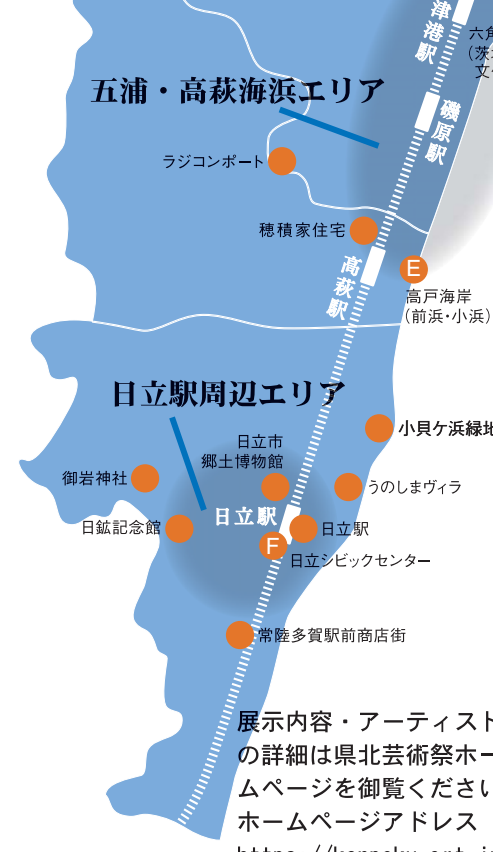 津港駅
六角
(茨城
文化
五浦・高萩海浜エリア
磯原駅
ラジコンポート
穂積家住宅
高萩駅
E
高戸海岸
(前浜・小浜)
日立駅周辺エリア
小貝ケ浜緑地
日立市
郷土博物館
御岩神社
うのしまヴィラ
日立駅
日鉱記念館
日立駅
F
日立シビックセンター
常陸多賀駅前商店街
展示内容・アーティスト
の詳細は県北芸術祭ホー
ムページを御覧ください
ホームページアドレス